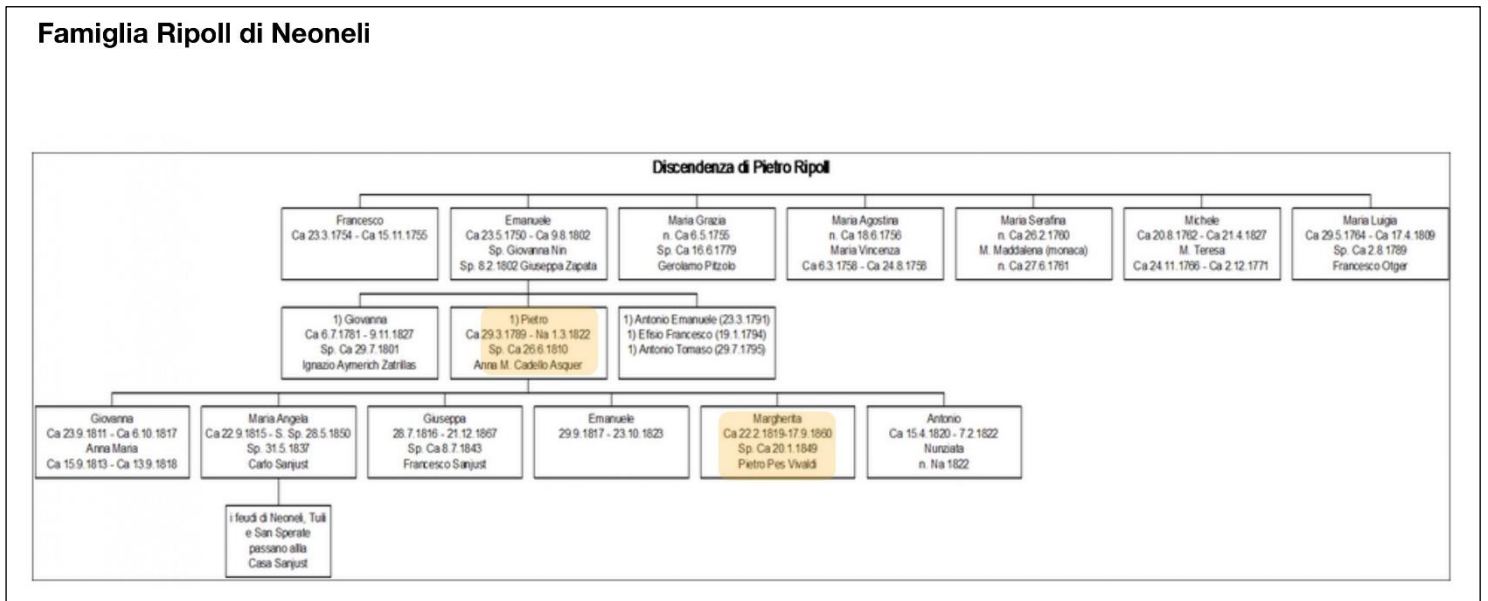 Famiglia Ripoll di Neoneli
Discendenza di Pietro Ripoll
Francesco
Ca 23.3.1754 - Ca 15.11.1755
Emanuele
Ca 23.5.1750 - Ca 9.8.1802
Sp. Giovanna Nin
Sp. 8.2.1802 Giuseppa Zapata
Maria Grazia
n. Ca 6.5.1755
Sp. Ca 16.6.1779
Gerolamo Pitzolo
Maria Agostina
n. Ca 18.6.1756
Maria Vincenza
Ca 6.3.1758 - Ca 24.8.1758
Maria Serafina
n. Ca 26.2.1760
M. Maddalena (monaca)
n. Ca 27.6.1761
Michele
Ca 20.8.1762 - Ca 21.4.1827
M. Teresa
Ca 24.11.1766 - Ca 2.12.1771
Maria Luigia
Ca 29.5.1764 - Ca 17.4.1809
Sp. Ca 2.8.1789
Francesco Otger
1) Giovanna
Ca 6.7.1781 - 9.11.1827
Sp. Ca 29.7.1801
Ignazio Aymerich Zatrillas
1) Pietro
Ca 29.3.1789 - Na 1.3.1822
Sp. Ca 26.6.1810
Anna M. Cadello Asquer
1) Antonio Emanuele (23.3.1791)
1) Efisio Francesco (19.1.1794)
1) Antonio Tomaso (29.7.1795)
Giovanna
Ca 23.9.1811 - Ca 6.10.1817
Anna Maria
Ca 15.9.1813 - Ca 13.9.1818
Maria Angela
Ca 22.9.1815 - S. Sp. 28.5.1850
Sp. 31.5.1837
Carlo Sanjust
Giuseppa
28.7.1816 - 21.12.1867
Sp. Ca 8.7.1843
Francesco Sanjust
Emanuele
29.9.1817 - 23.10.1823
Margherita
Ca 22.2.1819-17.9.1860
Sp. Ca 20.1.1849
Pietro Pes Vivaldi
Antonio
Ca 15.4.1820 - 7.2.1822
Nunziata
n. Na 1822
i feudi di Neoneli, Tuili
e San Sperate
passano alla
Casa Sanjust